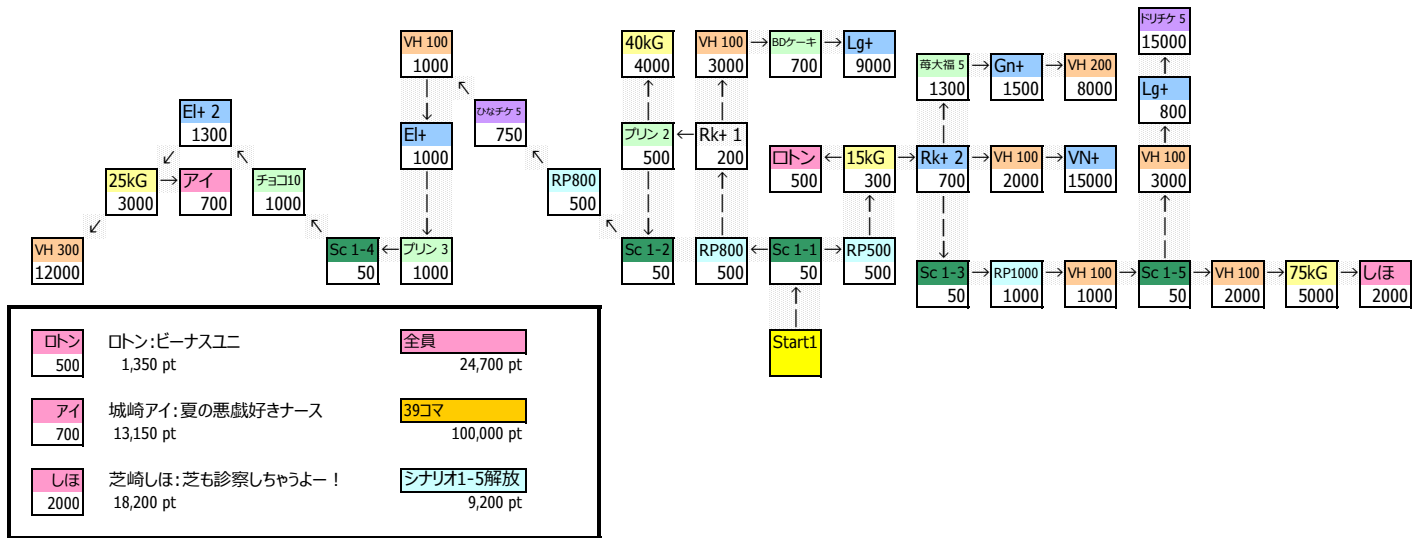 ドリチケ 5
15000
VH 100
1000
40kG
4000
VH 100
3000
BDケーキ
700
Lg+
9000
苺大福 5
1300
Gn+
1500
VH 200
8000
Lg+
800
El+ 2
1300
ひなチケ 5
750
El+
1000
プリン 2
500
Rk+ 1
200
ロトン
500
15kG
300
Rk+ 2
700
VH 100
2000
VN+
15000
VH 100
3000
25kG
3000
アイ
700
チョコ10
1000
RP800
500
VH 300
12000
Sc 1-4
50
プリン 3
1000
Sc 1-2
50
RP800
500
Sc 1-1
50
RP500
500
Sc 1-3
50
RP1000
1000
VH 100
1000
Sc 1-5
50
VH 100
2000
75kG
5000
しほ
2000
Start1
ロトン
500
ロトン:ビーナスユニ
1,350 pt
全員
24,700 pt
アイ
700
城崎アイ:夏の悪戯好きナース
13,150 pt
39コマ
100,000 pt
しほ
2000
芝崎しほ:芝も診察しちゃうよー！
18,200 pt
シナリオ1-5解放
9,200 pt